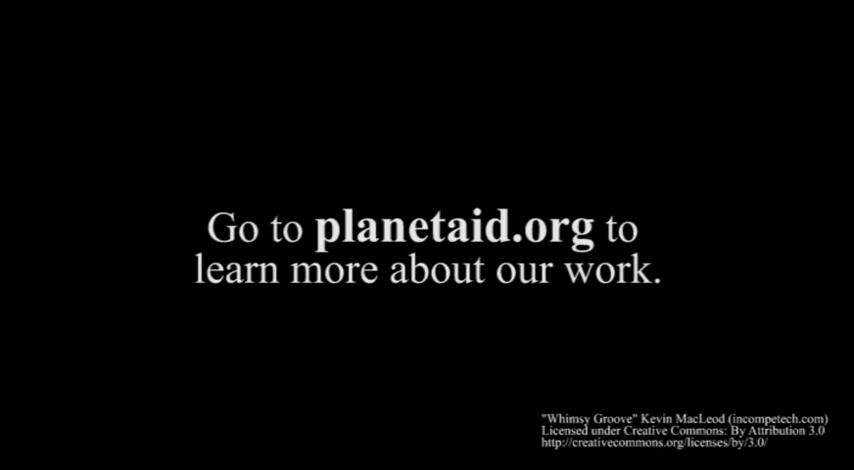 Go to planetaid.org to
learn more about our work.
"Whimsy Groove" Kevin MacLeod (incompetech.com)
Licensed under Creative Commons: By Attribution 3.0
http://creativecommons.org/licenses/by/3.0/